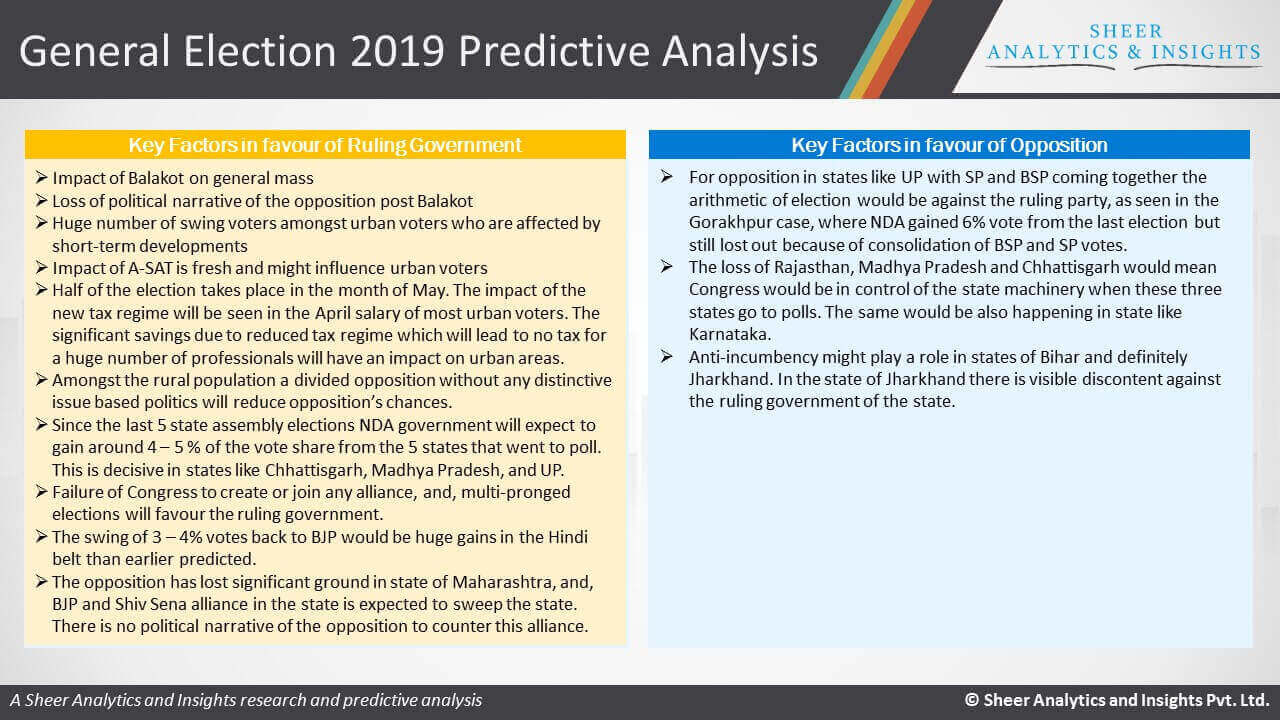 General Election 2019 Predictive Analysis
SHEER
ANALYTICS & INSIGHTS
Key Factors in favour of Ruling Government
➢ Impact of Balakot on general mass
➢ Loss of political narrative of the opposition post Balakot
➢ Huge number of swing voters amongst urban voters who are affected by
short-term developments
➢ Impact of A-SAT is fresh and might influence urban voters
➢ Half of the election takes place in the month of May. The impact of the
new tax regime will be seen in the April salary of most urban voters. The
significant savings due to reduced tax regime which will lead to no tax for
a huge number of professionals will have an impact on urban areas.
➢ Amongst the rural population a divided opposition without any distinctive
issue based politics will reduce opposition’s chances.
➢ Since the last 5 state assembly elections NDA government will expect to
gain around 4 – 5 % of the vote share from the 5 states that went to poll.
This is decisive in states like Chhattisgarh, Madhya Pradesh, and UP.
➢ Failure of Congress to create or join any alliance, and, multi-pronged
elections will favour the ruling government.
➢ The swing of 3 – 4% votes back to BJP would be huge gains in the Hindi
belt than earlier predicted.
➢ The opposition has lost significant ground in state of Maharashtra, and,
BJP and Shiv Sena alliance in the state is expected to sweep the state.
There is no political narrative of the opposition to counter this alliance.
Key Factors in favour of Opposition
➢ For opposition in states like UP with SP and BSP coming together the
arithmetic of election would be against the ruling party, as seen in the
Gorakhpur case, where NDA gained 6% vote from the last election but
still lost out because of consolidation of BSP and SP votes.
➢ The loss of Rajasthan, Madhya Pradesh and Chhattisgarh would mean
Congress would be in control of the state machinery when these three
states go to polls. The same would be also happening in state like
Karnataka.
➢ Anti-incumbency might play a role in states of Bihar and definitely
Jharkhand. In the state of Jharkhand there is visible discontent against
the ruling government of the state.
A Sheer Analytics and Insights research and predictive analysis
© Sheer Analytics and Insights Pvt. Ltd.